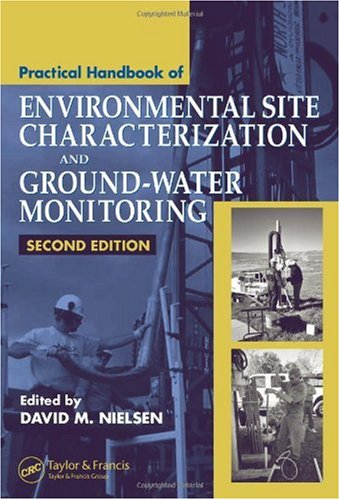 Practical Handbook of
ENVIRONMENTAL SITE
CHARACTERIZATION
AND
GROUND-WATER
MONITORING
SECOND EDITION
Edited by
DAVID M. NIELSEN
CRC
Taylor & Francis
Taylor & Francis Group